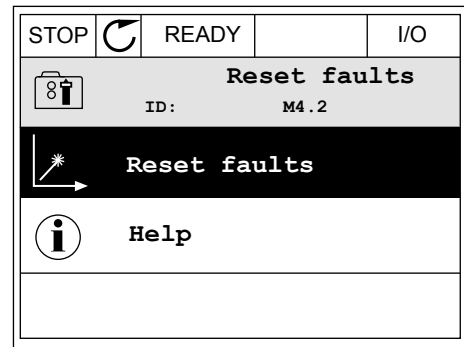 STOP READY I/O
Reset faults
ID: M4.2
Reset faults
Help